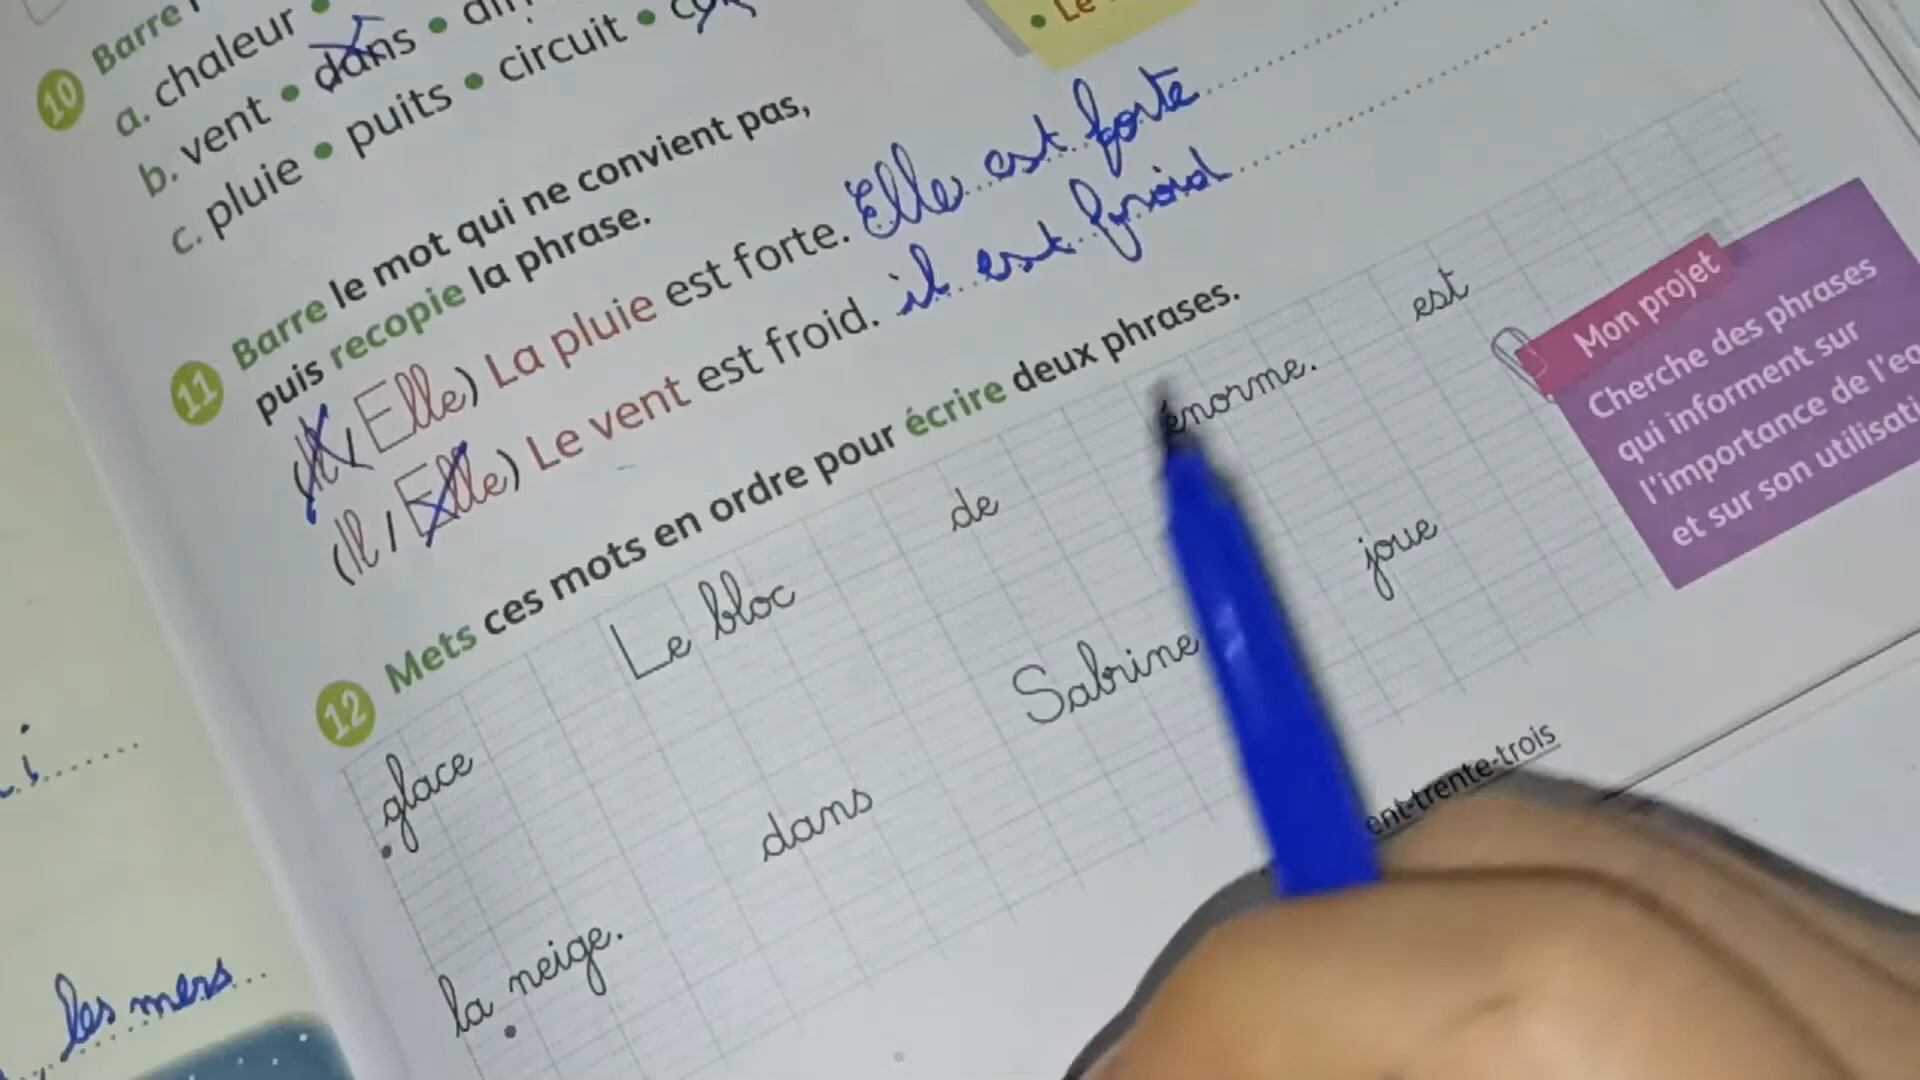 10 Barre
a. chaleur •
b. vent • dans •
c. pluie • puits • circuit •
• Le
11 Barre le mot qui ne convient pas,
puis recopie la phrase.
(Il / Elle) La pluie est forte. Elle est forte
(Il / Elle) Le vent est froid. il est froid
12 Mets ces mots en ordre pour écrire deux phrases.
• glace Le bloc de énorme. est
• la neige. dans Sabrine joue
Mon projet
Cherche des phrases
qui informent sur
l'importance de l'ea
et sur son utilisati
ent-trente-trois
les mers